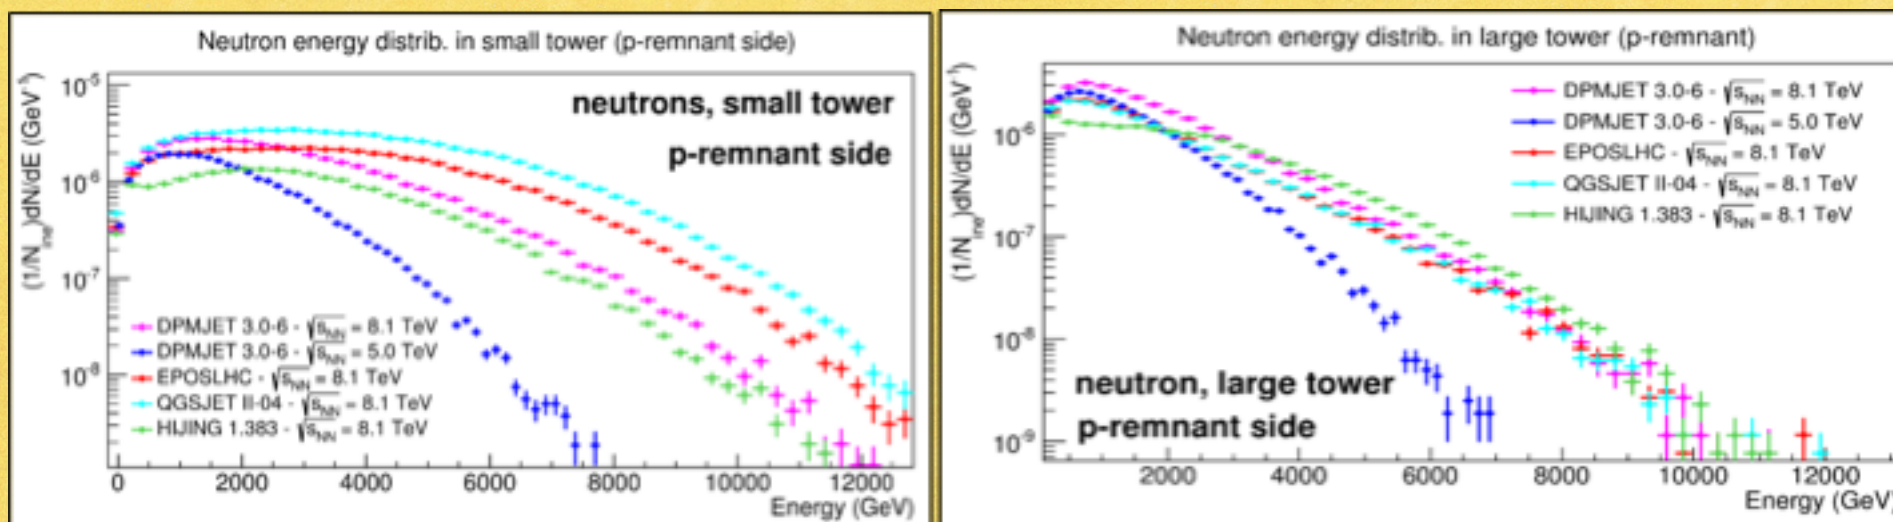 Neutron energy distrib. in small tower (p-remnant side)
(1/N_ine)dN/dE (GeV⁻¹)
10⁻⁵
10⁻⁶
10⁻⁷
10⁻⁸
neutrons, small tower
p-remnant side
DPMJET 3.0-6 - √s_NN = 8.1 TeV
DPMJET 3.0-6 - √s_NN = 5.0 TeV
EPOSLHC - √s_NN = 8.1 TeV
QGSJET II-04 - √s_NN = 8.1 TeV
HIJING 1.383 - √s_NN = 8.1 TeV
0 2000 4000 6000 8000 10000 12000
Energy (GeV)
Neutron energy distrib. in large tower (p-remnant)
(1/N_ine)dN/dE (GeV⁻¹)
10⁻⁶
10⁻⁷
10⁻⁸
10⁻⁹
DPMJET 3.0-6 - √s_NN = 8.1 TeV
DPMJET 3.0-6 - √s_NN = 5.0 TeV
EPOSLHC - √s_NN = 8.1 TeV
QGSJET II-04 - √s_NN = 8.1 TeV
HIJING 1.383 - √s_NN = 8.1 TeV
neutron, large tower
p-remnant side
2000 4000 6000 8000 10000 12000
Energy (GeV)